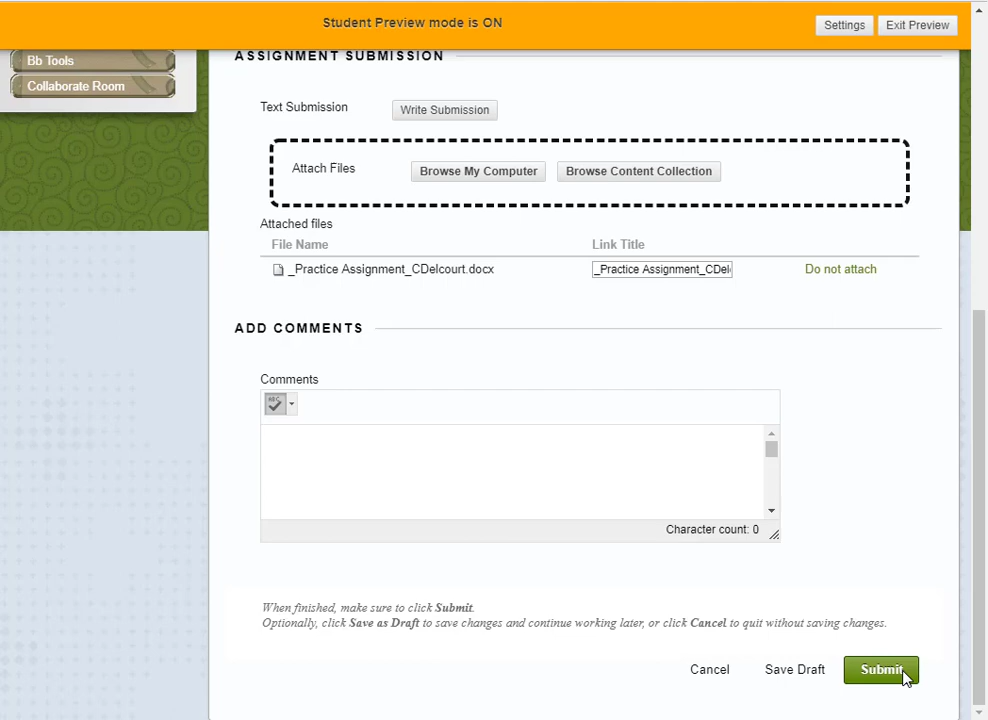 Student Preview mode is ON
Settings
Exit Preview
Bb Tools
Collaborate Room
ASSIGNMENT SUBMISSION
Text Submission
Write Submission
Attach Files
Browse My Computer
Browse Content Collection
Attached files
File Name
Link Title
_Practice Assignment_CDelcourt.docx
_Practice Assignment_CDel
Do not attach
ADD COMMENTS
Comments
ABC
Character count: 0
When finished, make sure to click Submit.
Optionally, click Save as Draft to save changes and continue working later, or click Cancel to quit without saving changes.
Cancel
Save Draft
Submit